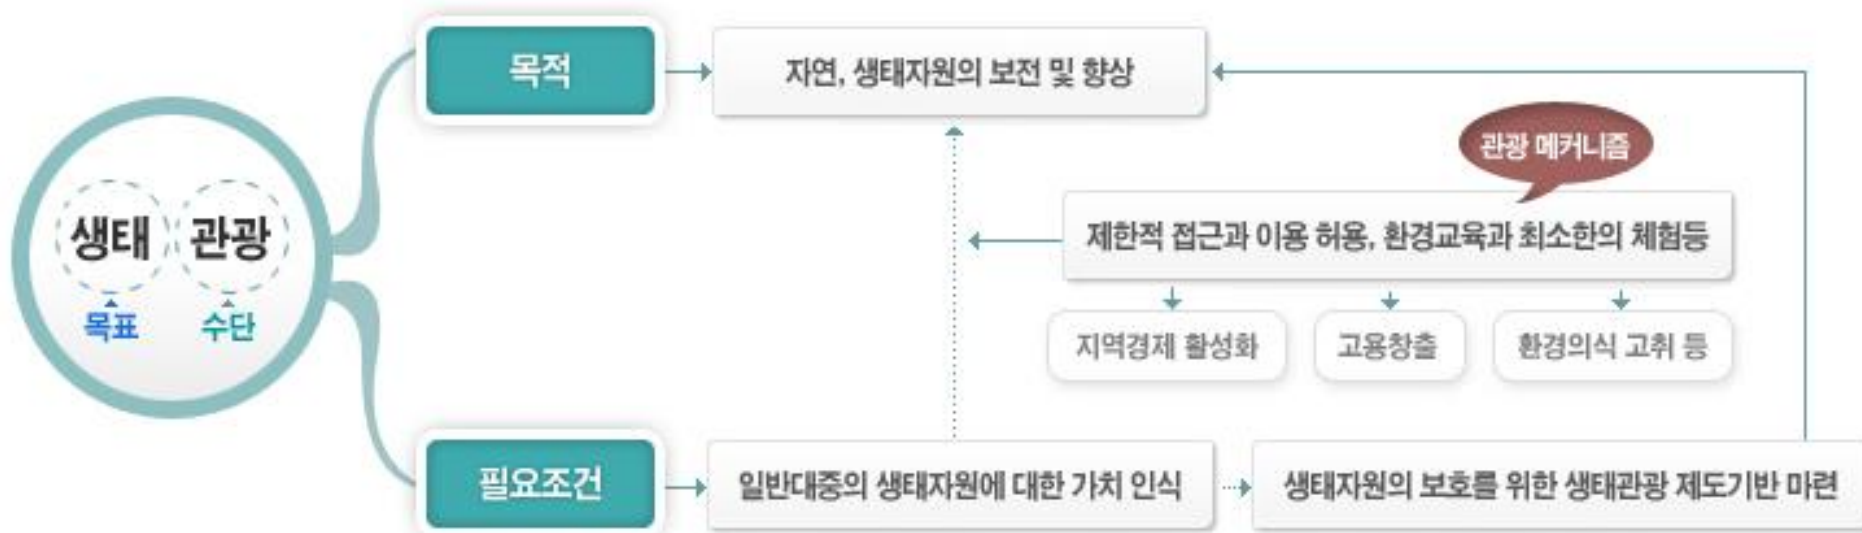 목적
자연, 생태자원의 보전 및 향상
관광 메커니즘
생태 관광
제한적 접근과 이용 허용, 환경교육과 최소한의 체험등
목표 수단
지역경제 활성화
고용창출
환경의식 고취 등
필요조건
일반대중의 생태자원에 대한 가치 인식
생태자원의 보호를 위한 생태관광 제도기반 마련